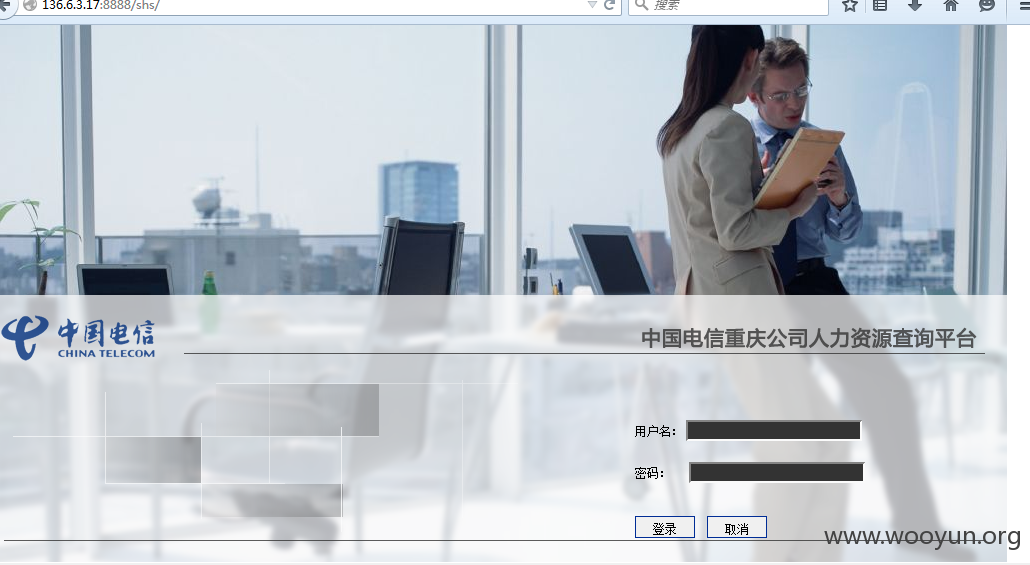 136.6.3.17:8888/shs/
搜索
中国电信
CHINA TELECOM
中国电信重庆公司人力资源查询平台
用户名：
密码：
登录
取消
www.wooyun.org